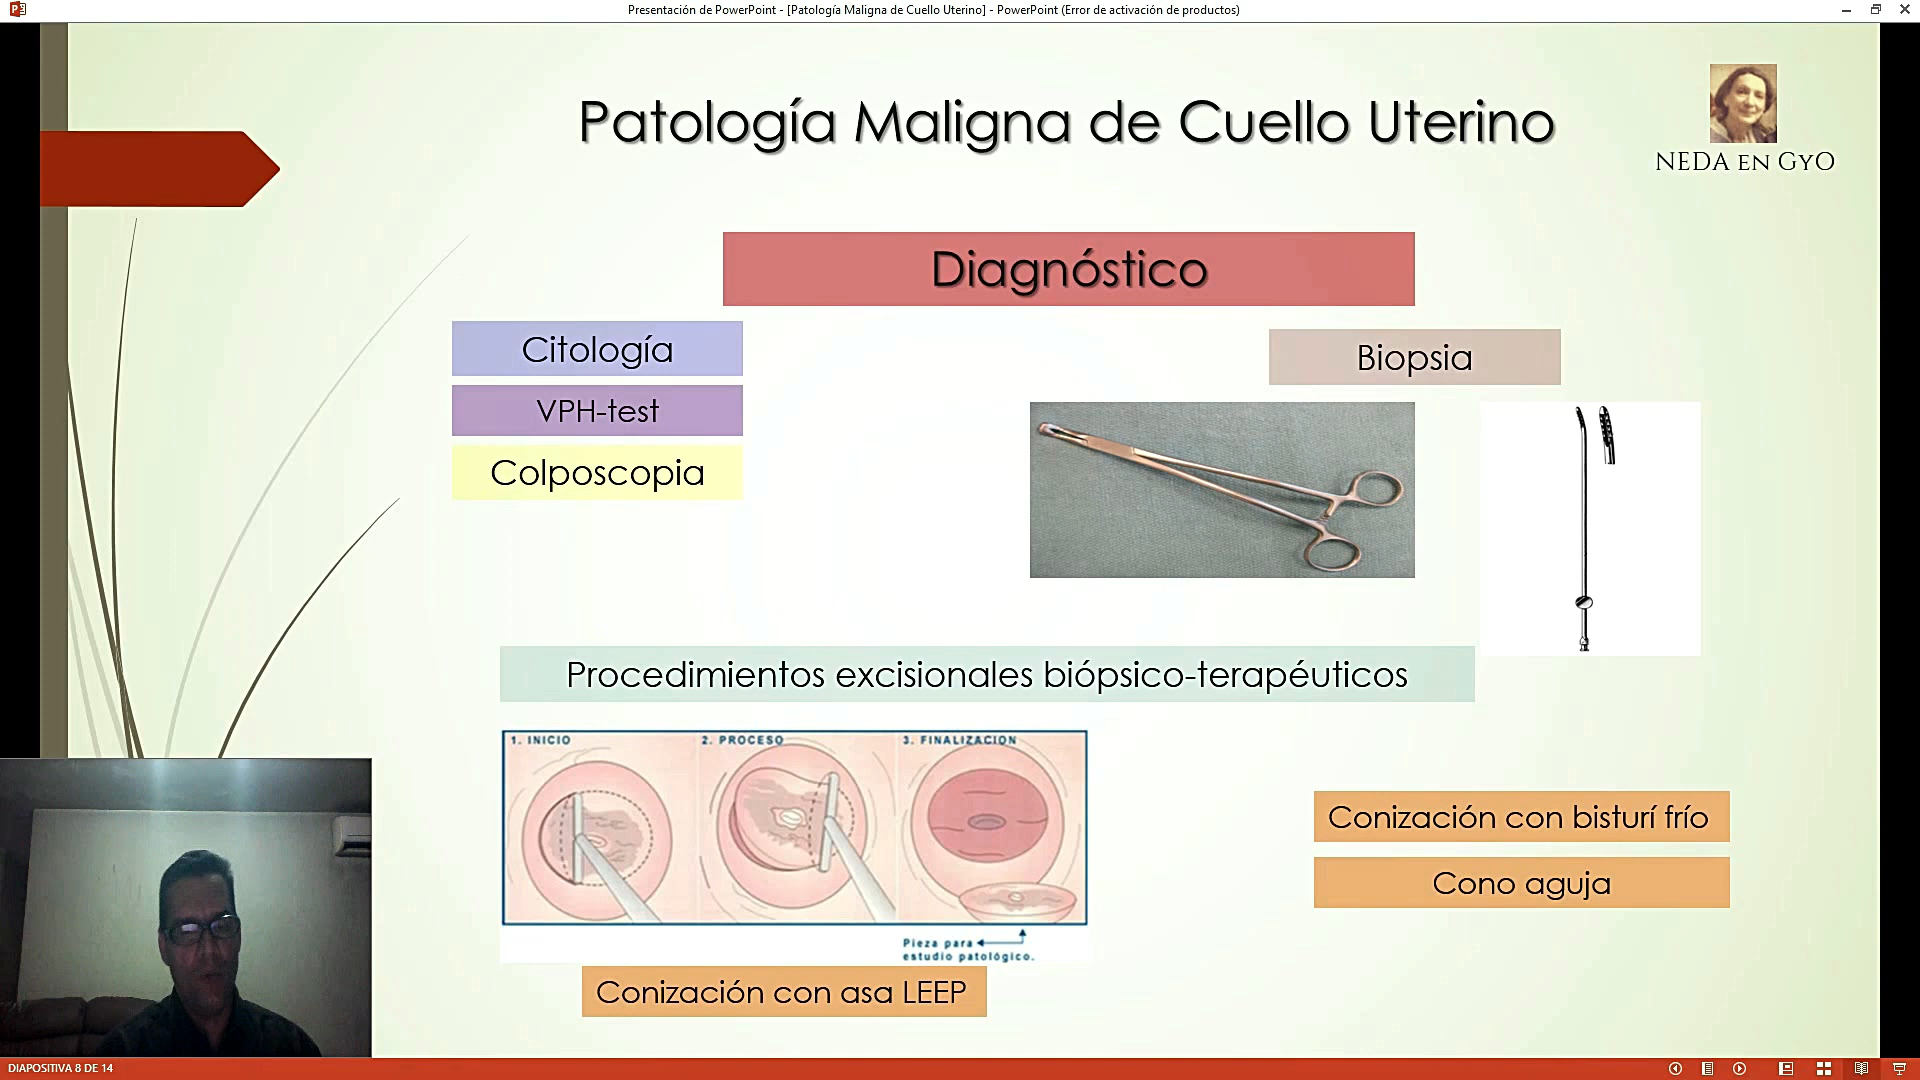 Presentación de PowerPoint - [Patología Maligna de Cuello Uterino] - PowerPoint (Error de activación de productos)
Patología Maligna de Cuello Uterino
NEDA EN GYO
Diagnóstico
Citología
VPH-test
Colposcopia
Biopsia
Procedimientos excisionales biópsico-terapéuticos
1. INICIO
2. PROCESO
3. FINALIZACION
Pieza para
estudio patológico.
Conización con asa LEEP
Conización con bisturí frío
Cono aguja
DIAPOSITIVA 8 DE 14